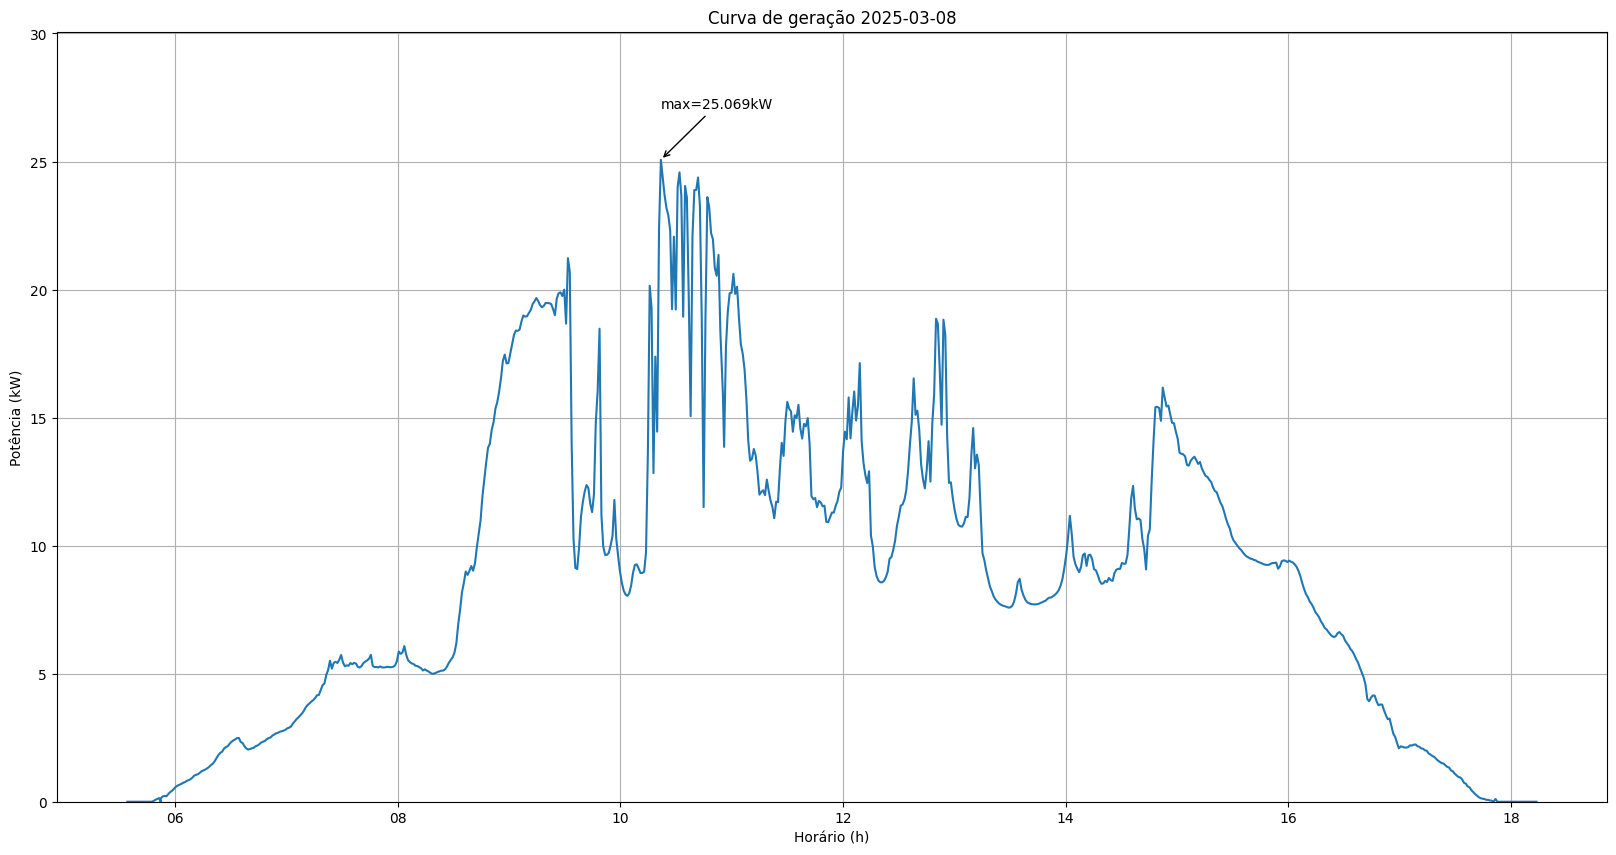 Curva de geração 2025-03-08
30
max=25.069kW
25
20
15
10
5
0
Potência (kW)
06 08 10 12 14 16 18
Horário (h)